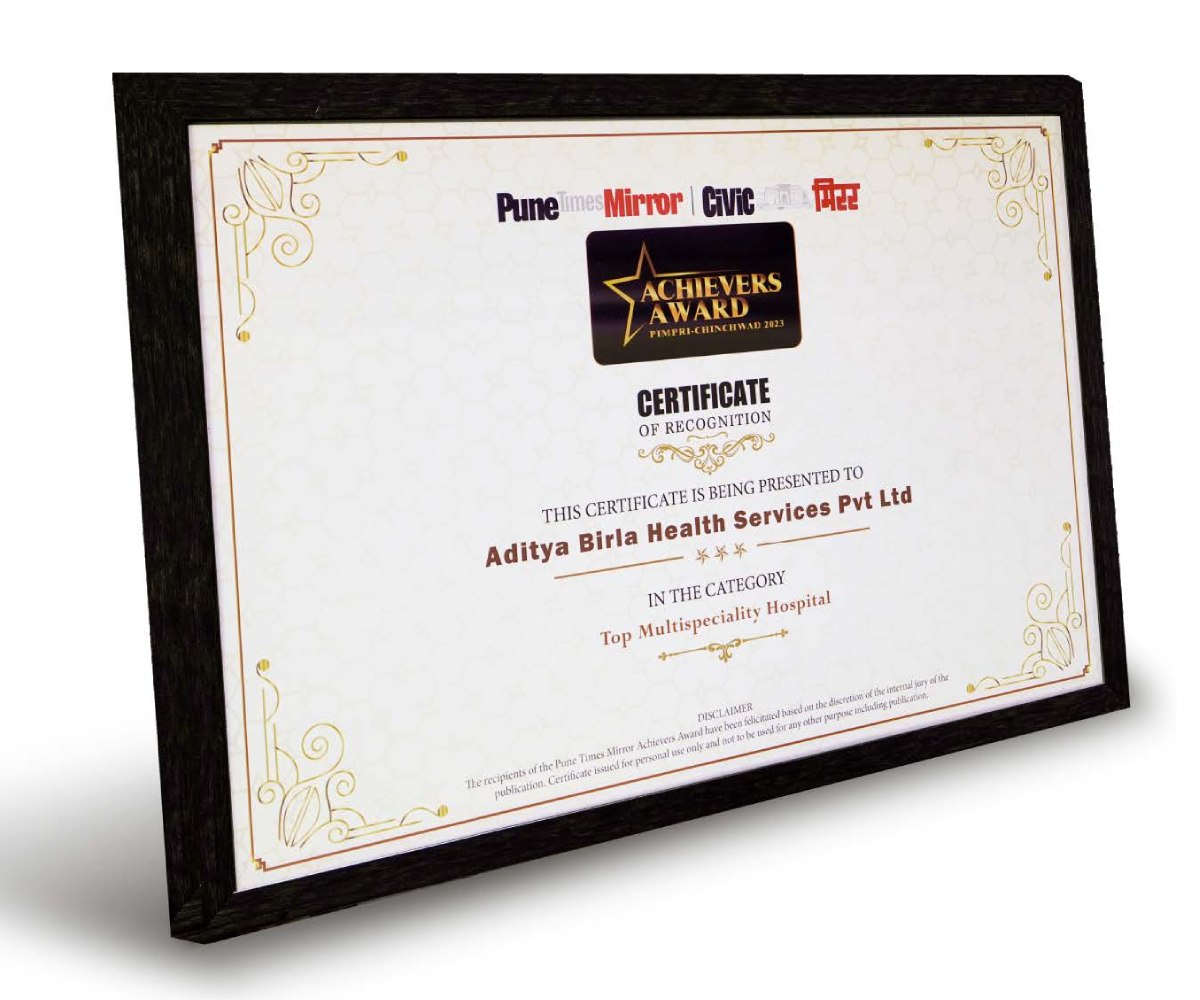 PuneTimesMirror | CiViC मिरर
ACHIEVERS
AWARD
PIMPRI-CHINCHWAD 2023
CERTIFICATE
OF RECOGNITION
THIS CERTIFICATE IS BEING PRESENTED TO
Aditya Birla Health Services Pvt Ltd
IN THE CATEGORY
Top Multispeciality Hospital
DISCLAIMER
The recipients of the Pune Times Mirror Achievers Award have been felicitated based on the discretion of the internal jury of the
publication. Certificate issued for personal use only and not to be used for any other purpose including publication.